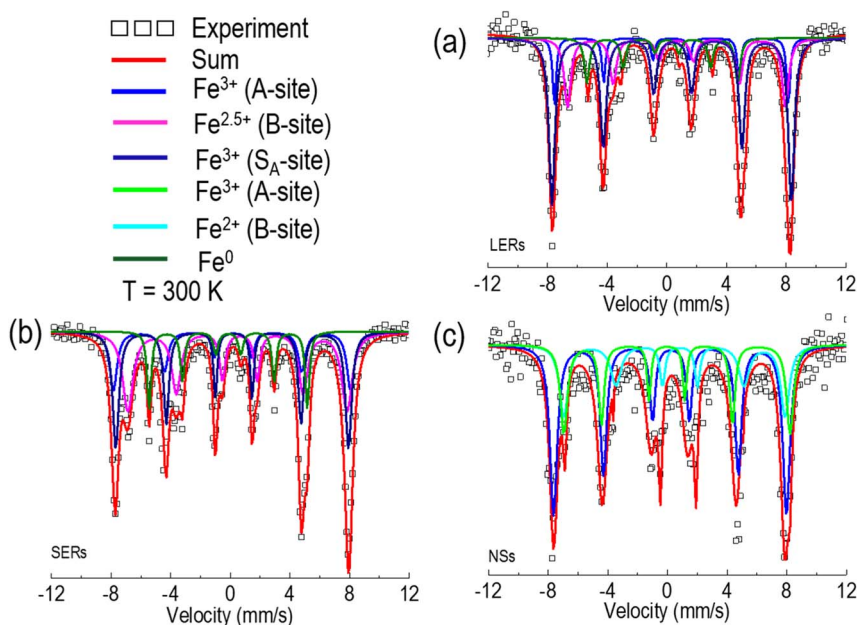 Experiment
Sum
Fe³⁺ (A-site)
Fe²·⁵⁺ (B-site)
Fe³⁺ (S_A-site)
Fe³⁺ (A-site)
Fe²⁺ (B-site)
Fe⁰
T = 300 K
(a)
LERs
-12 -8 -4 0 4 8 12
Velocity (mm/s)
(b)
SERs
-12 -8 -4 0 4 8 12
Velocity (mm/s)
(c)
NSs
-12 -8 -4 0 4 8 12
Velocity (mm/s)